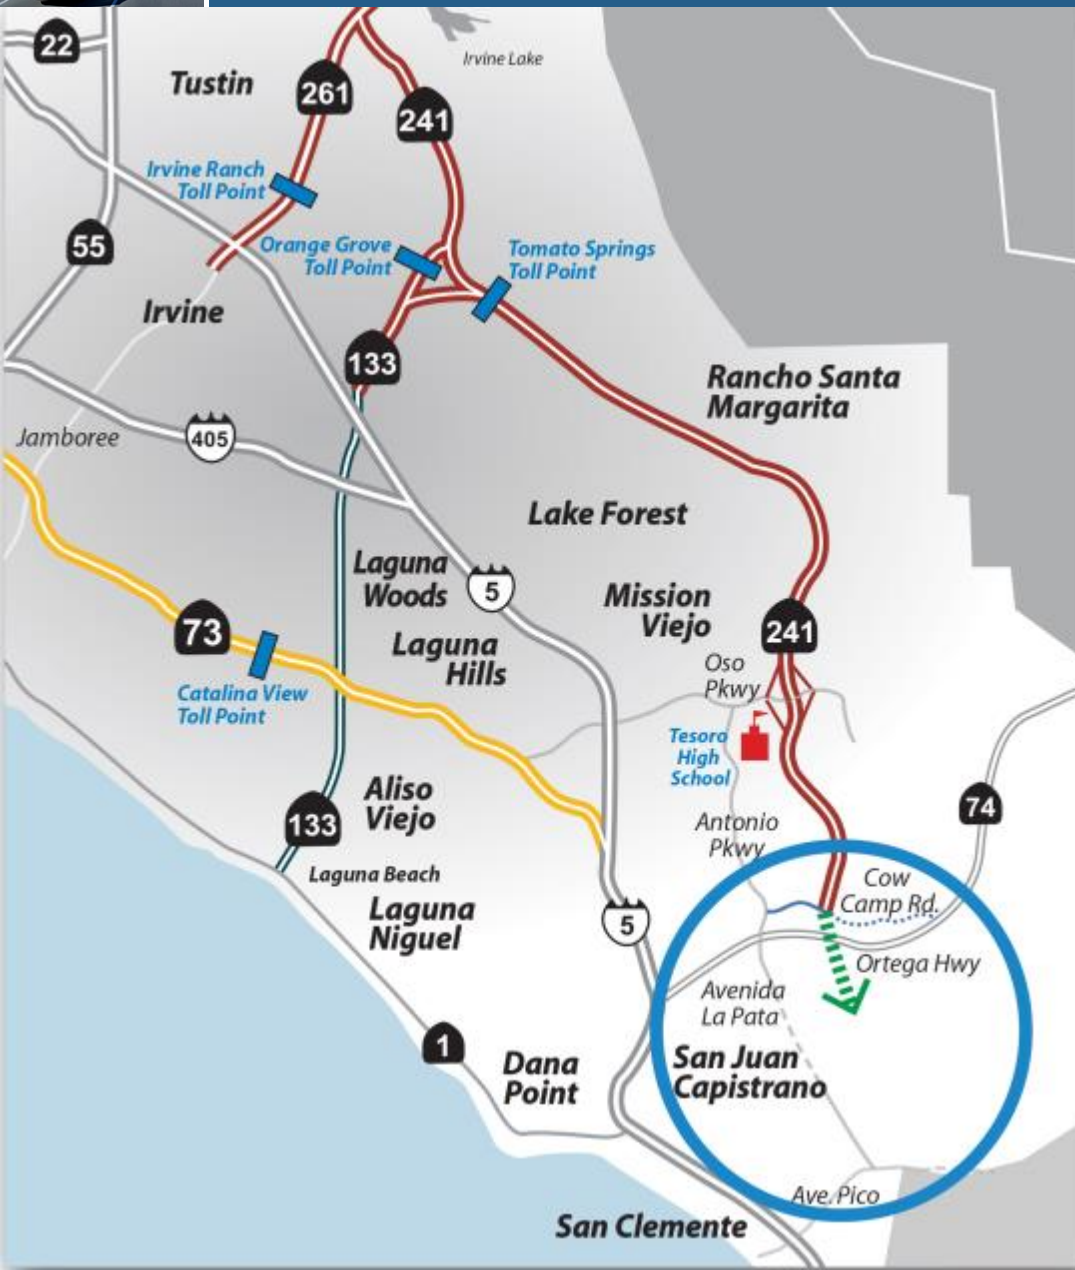 22
Irvine Lake
Tustin
261
241
Irvine Ranch
Toll Point
55
Orange Grove
Toll Point
Tomato Springs
Toll Point
Irvine
133
Rancho Santa
Margarita
Jamboree
405
Lake Forest
Laguna
Woods
5
Mission
Viejo
73
241
Laguna
Hills
Oso
Pkwy
Catalina View
Toll Point
Tesoro
High
School
Aliso
Viejo
133
74
Antonio
Pkwy
Laguna Beach
Cow
Camp Rd.
Laguna
Niguel
5
Ortega Hwy
Avenida
La Pata
1
Dana
Point
San Juan
Capistrano
Ave. Pico
San Clemente